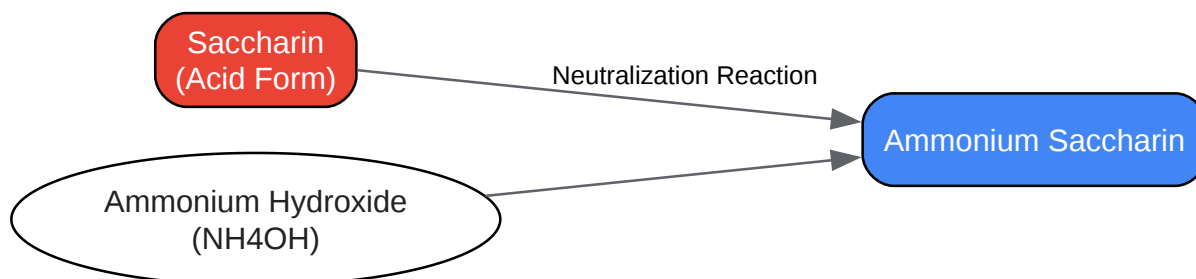 Saccharin
(Acid Form)
Neutralization Reaction
Ammonium Saccharin
Ammonium Hydroxide
(NH4OH)